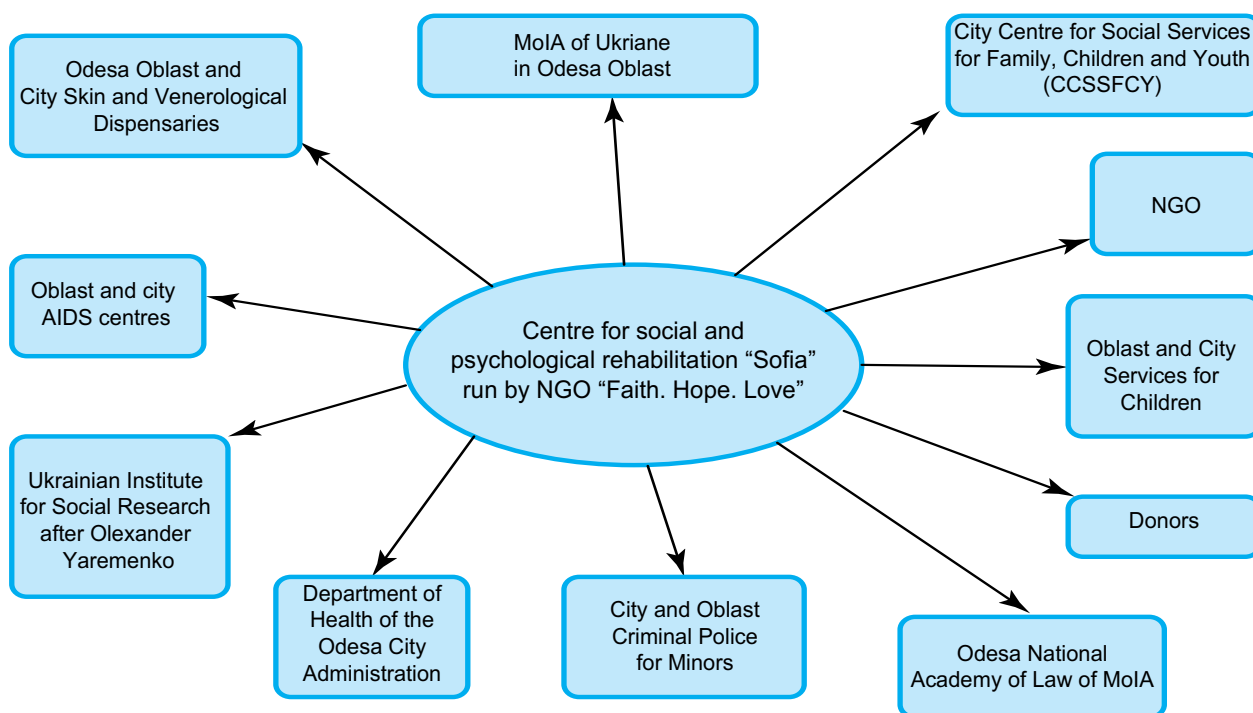 MoIA of Ukriane
in Odesa Oblast
City Centre for Social Services
for Family, Children and Youth
(CCSSFCY)
Odesa Oblast and
City Skin and Venerological
Dispensaries
NGO
Oblast and city
AIDS centres
Centre for social and
psychological rehabilitation “Sofia”
run by NGO “Faith. Hope. Love”
Oblast and City
Services for
Children
Ukrainian Institute
for Social Research
after Olexander
Yaremenko
Donors
Department of
Health of the
Odesa City
Administration
City and Oblast
Criminal Police
for Minors
Odesa National
Academy of Law of MoIA